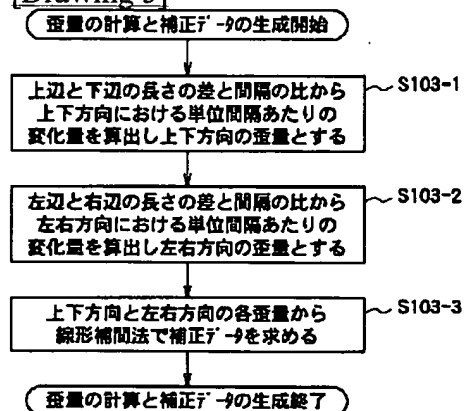 [Drawing 5]
歪量の計算と補正ﾃﾞｰﾀの生成開始
上辺と下辺の長さの差と間隔の比から
上下方向における単位間隔あたりの
変化量を算出し上下方向の歪量とする
S103-1
左辺と右辺の長さの差と間隔の比から
左右方向における単位間隔あたりの
変化量を算出し左右方向の歪量とする
S103-2
上下方向と左右方向の各歪量から
線形補間法で補正ﾃﾞｰﾀを求める
S103-3
歪量の計算と補正ﾃﾞｰﾀの生成終了